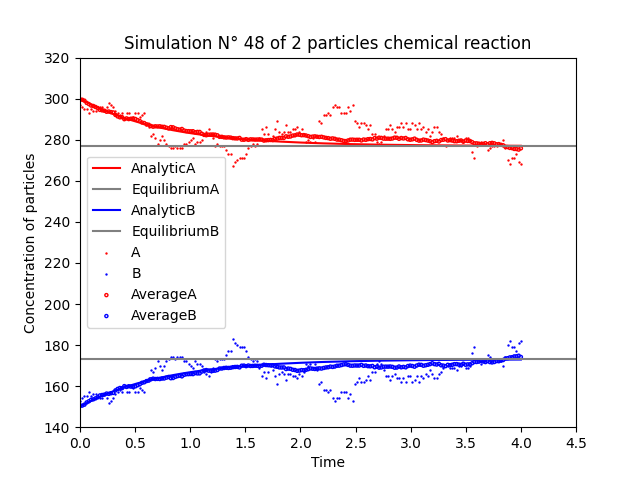 Simulation N° 48 of 2 particles chemical reaction
Concentration of particles
320
300
280
260
240
220
200
180
160
140
AnalyticA
EquilibriumA
AnalyticB
EquilibriumB
A
B
AverageA
AverageB
0.0 0.5 1.0 1.5 2.0 2.5 3.0 3.5 4.0 4.5
Time